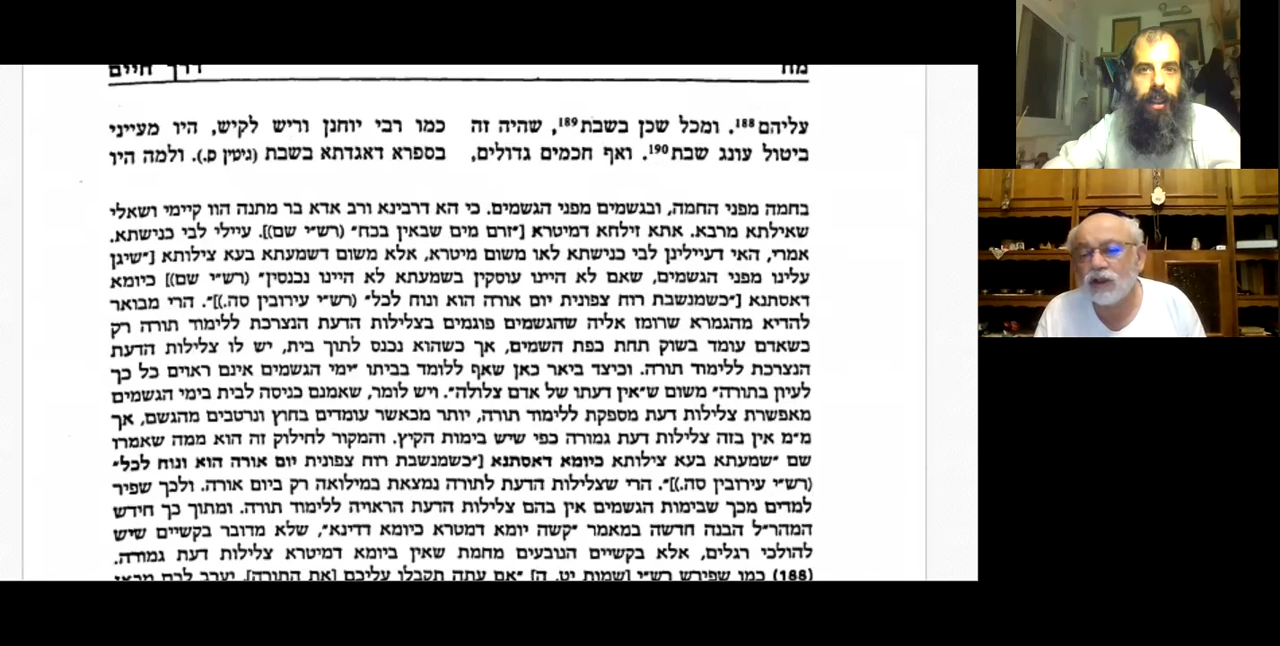 מח
דרך חיים
עליהם188. ומכל שכן בשבת189, שהיה זה
ביטול עונג שבת190. ואף חכמים גדולים,
כמו רבי יוחנן וריש לקיש, היו מעייני
בספרא דאגדתא בשבת (גיטין ס.). ולמה היו
בחמה מפני החמה, ובגשמים מפני הגשמים. כי הא דרבינא ורב אדא בר מתנה הוו קיימי ושאלי
שאילתא מרבא. אתא זילחא דמיטרא ["זרם מים שבאין בכח" (רש"י שם)]. עיילי לבי כנישתא.
אמרי, האי דעיילינן לבי כנישתא לאו משום מיטרא, אלא משום דשמעתא בעא צילותא ["שיגן
עלינו מפני הגשמים, שאם לא היינו עוסקין בשמעתא לא היינו נכנסין" (רש"י שם)] כיומא
דאסתנא ["כשמנשבת רוח צפונית יום אורה הוא ונוח לכל" (רש"י עירובין סה.)]". הרי מבואר
להדיא מהגמרא שרומז אליה שהגשמים פוגמים בצלילות הדעת הנצרכת ללימוד תורה רק
כשאדם עומד בשוק תחת כפת השמים, אך כשהוא נכנס לתוך בית, יש לו צלילות הדעת
הנצרכת ללימוד תורה. וכיצד ביאר כאן שאף ללומד בביתו "ימי הגשמים אינם ראוים כל כך
לעיון בתורה" משום ש"אין דעתו של אדם צלולה". ויש לומר, שאמנם כניסה לבית בימי הגשמים
מאפשרת צלילות דעת מספקת ללימוד תורה, יותר מכאשר עומדים בחוץ ונרטבים מהגשם, אך
מ"מ אין בזה צלילות דעת גמורה כפי שיש בימות הקיץ. והמקור לחילוק זה הוא ממה שאמרו
שם "שמעתא בעא צילותא כיומא דאסתנא ["כשמנשבת רוח צפונית יום אורה הוא ונוח לכל"
(רש"י עירובין סה.)]". הרי שצלילות הדעת לתורה נמצאת במילואה רק ביום אורה. ולכך שפיר
למדים מכך שבימות הגשמים אין בהם צלילות הדעת הראויה ללימוד תורה. ומתוך כך חידש
המהר"ל הבנה חדשה במאמר "קשה יומא דמטרא כיומא דדינא", שלא מדובר בקשיים שיש
להולכי רגלים, אלא בקשיים הנובעים מחמת שאין ביומא דמיטרא צלילות דעת גמורה.
(188) כמו שפירש רש"י [שמות יט, ה] "אם עתה תקבלו עליכם [את התורה], יערב לכם מכאן